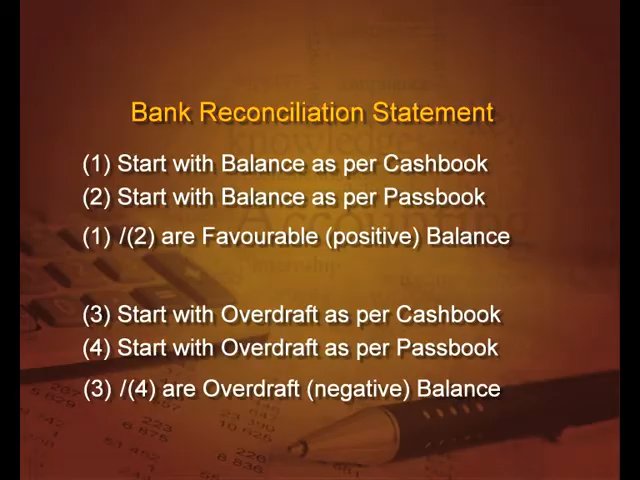 Bank Reconciliation Statement
(1) Start with Balance as per Cashbook
(2) Start with Balance as per Passbook
(1) /(2) are Favourable (positive) Balance
(3) Start with Overdraft as per Cashbook
(4) Start with Overdraft as per Passbook
(3) /(4) are Overdraft (negative) Balance